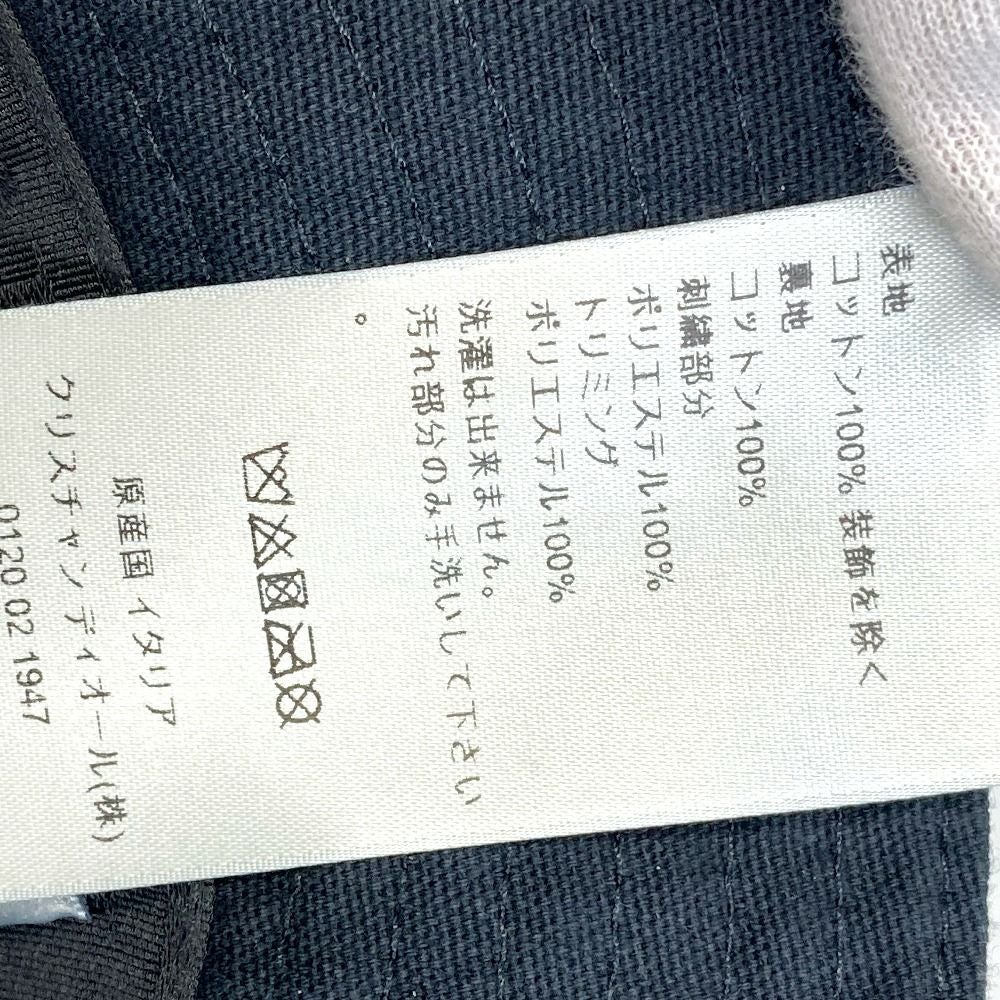 表地
コットン100% 装飾を除く
裏地
コットン100%
刺繍部分
ポリエステル100%
トリミング
ポリエステル100%
洗濯は出来ません。
汚れ部分のみ手洗いして下さい
。
原産国 イタリア
クリスチャン ディオール(株)
0120 02 1947